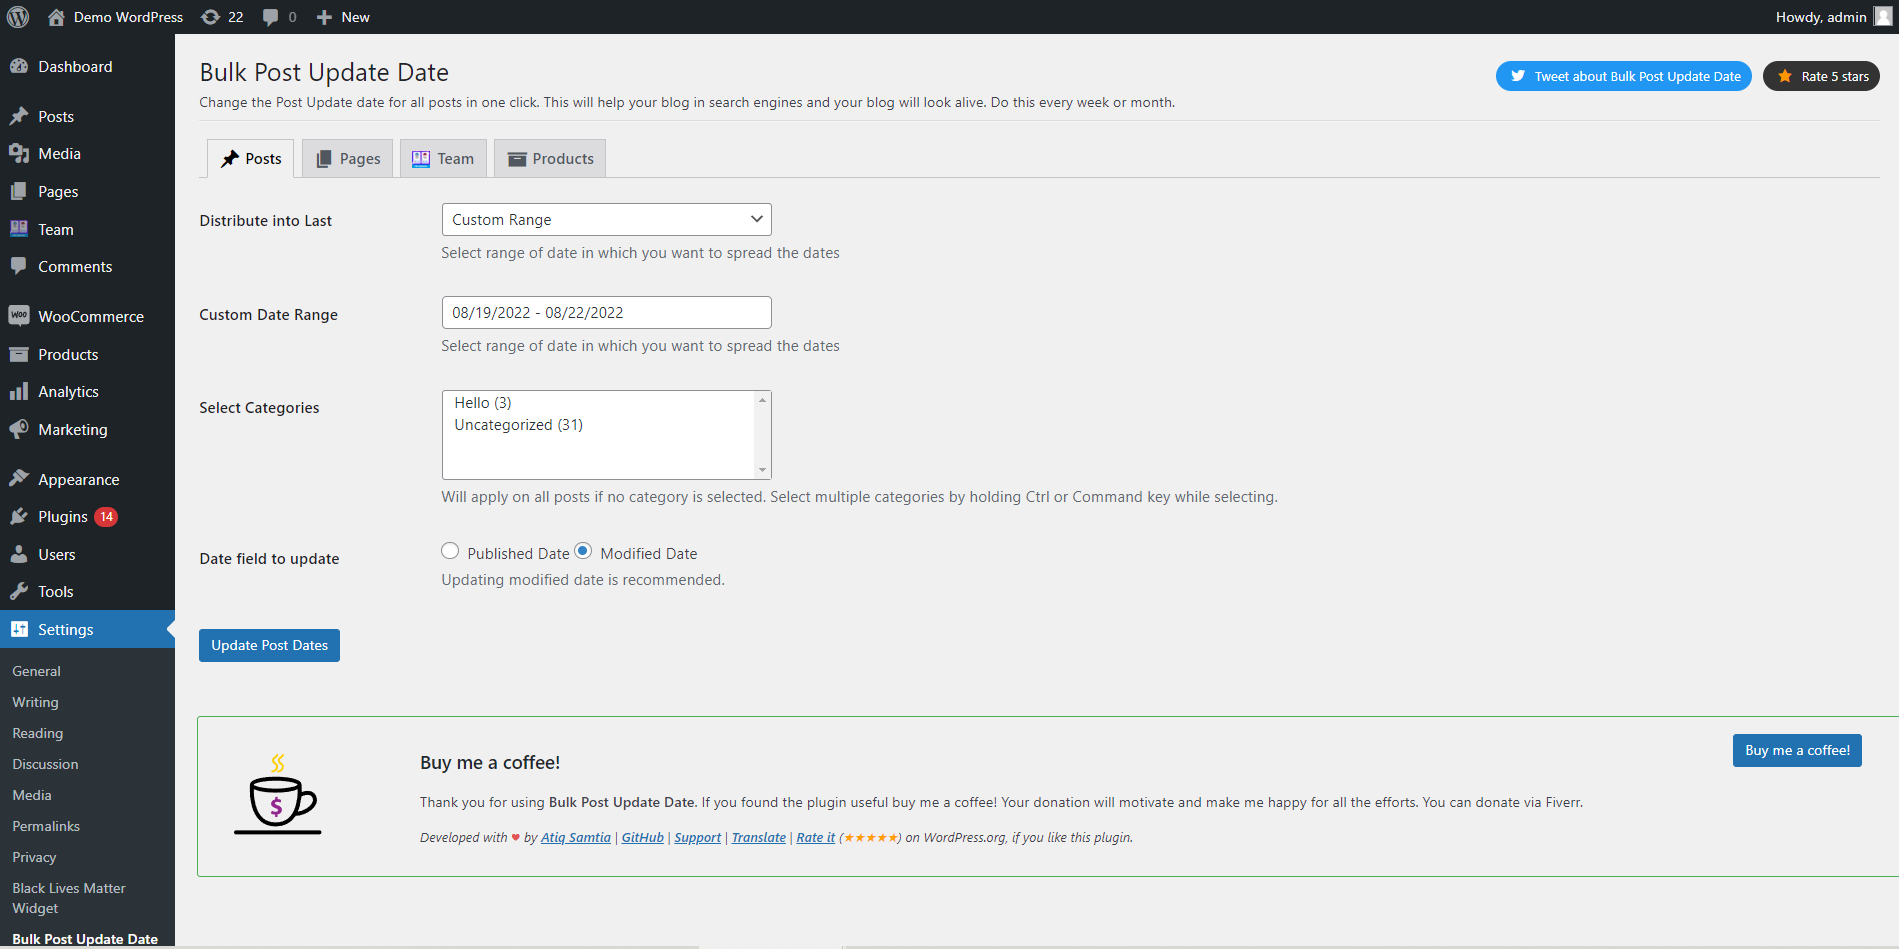 Demo WordPress 22 0 New Howdy, admin
Dashboard
Posts
Media
Pages
Team
Comments
WooCommerce
Products
Analytics
Marketing
Appearance
Plugins 14
Users
Tools
Settings
General
Writing
Reading
Discussion
Media
Permalinks
Privacy
Black Lives Matter
Widget
Bulk Post Update Date
Bulk Post Update Date
Tweet about Bulk Post Update Date
Rate 5 stars
Change the Post Update date for all posts in one click. This will help your blog in search engines and your blog will look alive. Do this every week or month.
Posts Pages Team Products
Distribute into Last
Custom Range
Select range of date in which you want to spread the dates
Custom Date Range
08/19/2022 - 08/22/2022
Select range of date in which you want to spread the dates
Select Categories
Hello (3)
Uncategorized (31)
Will apply on all posts if no category is selected. Select multiple categories by holding Ctrl or Command key while selecting.
Date field to update
Published Date Modified Date
Updating modified date is recommended.
Update Post Dates
$
Buy me a coffee!
Buy me a coffee!
Thank you for using Bulk Post Update Date. If you found the plugin useful buy me a coffee! Your donation will motivate and make me happy for all the efforts. You can donate via Fiverr.
Developed with ♥ by Atiq Samtia | GitHub | Support | Translate | Rate it (★★★★★) on WordPress.org, if you like this plugin.